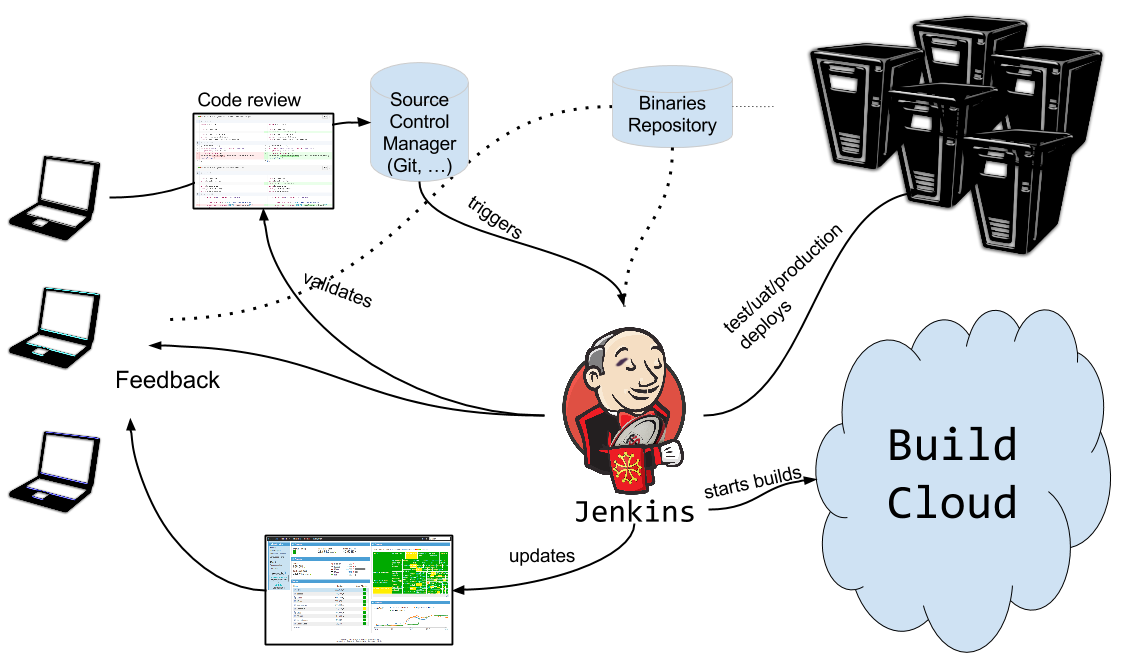 Code review
Source
Control
Manager
(Git, …)
Binaries
Repository
triggers
validates
test/uat/production
deploys
Feedback
Build
Cloud
starts builds
Jenkins
updates